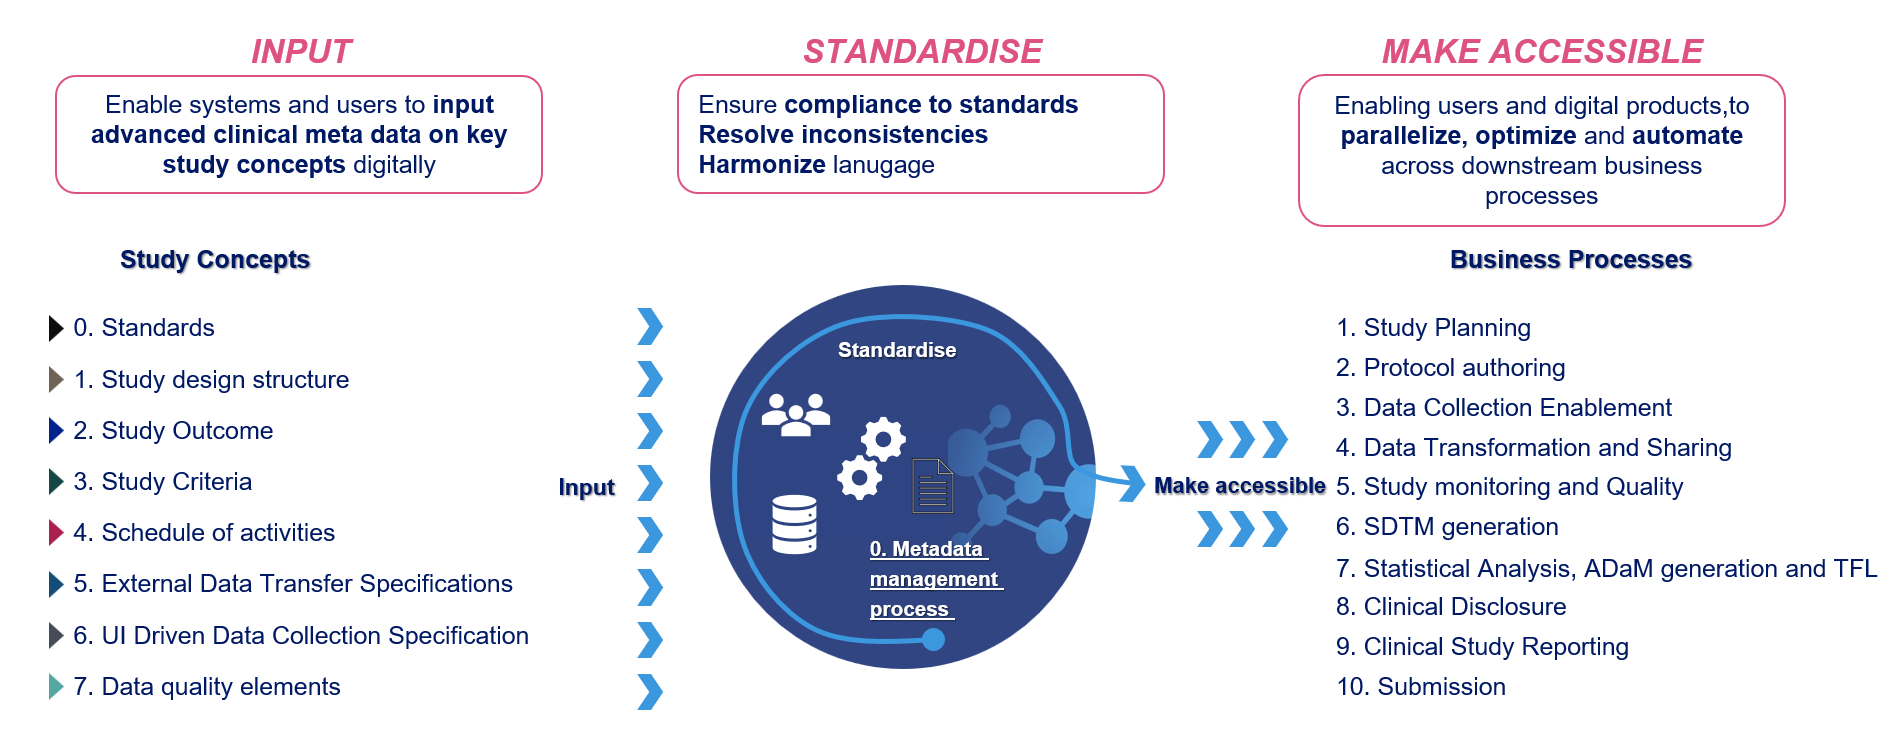 INPUT
Enable systems and users to input
advanced clinical meta data on key
study concepts digitally
STANDARDISE
Ensure compliance to standards
Resolve inconsistencies
Harmonize lanugage
MAKE ACCESSIBLE
Enabling users and digital products,to
parallelize, optimize and automate
across downstream business
processes
Study Concepts
0. Standards
1. Study design structure
2. Study Outcome
3. Study Criteria
4. Schedule of activities
5. External Data Transfer Specifications
6. UI Driven Data Collection Specification
7. Data quality elements
Input
Standardise
0. Metadata
management
process
Make accessible
Business Processes
1. Study Planning
2. Protocol authoring
3. Data Collection Enablement
4. Data Transformation and Sharing
5. Study monitoring and Quality
6. SDTM generation
7. Statistical Analysis, ADaM generation and TFL
8. Clinical Disclosure
9. Clinical Study Reporting
10. Submission